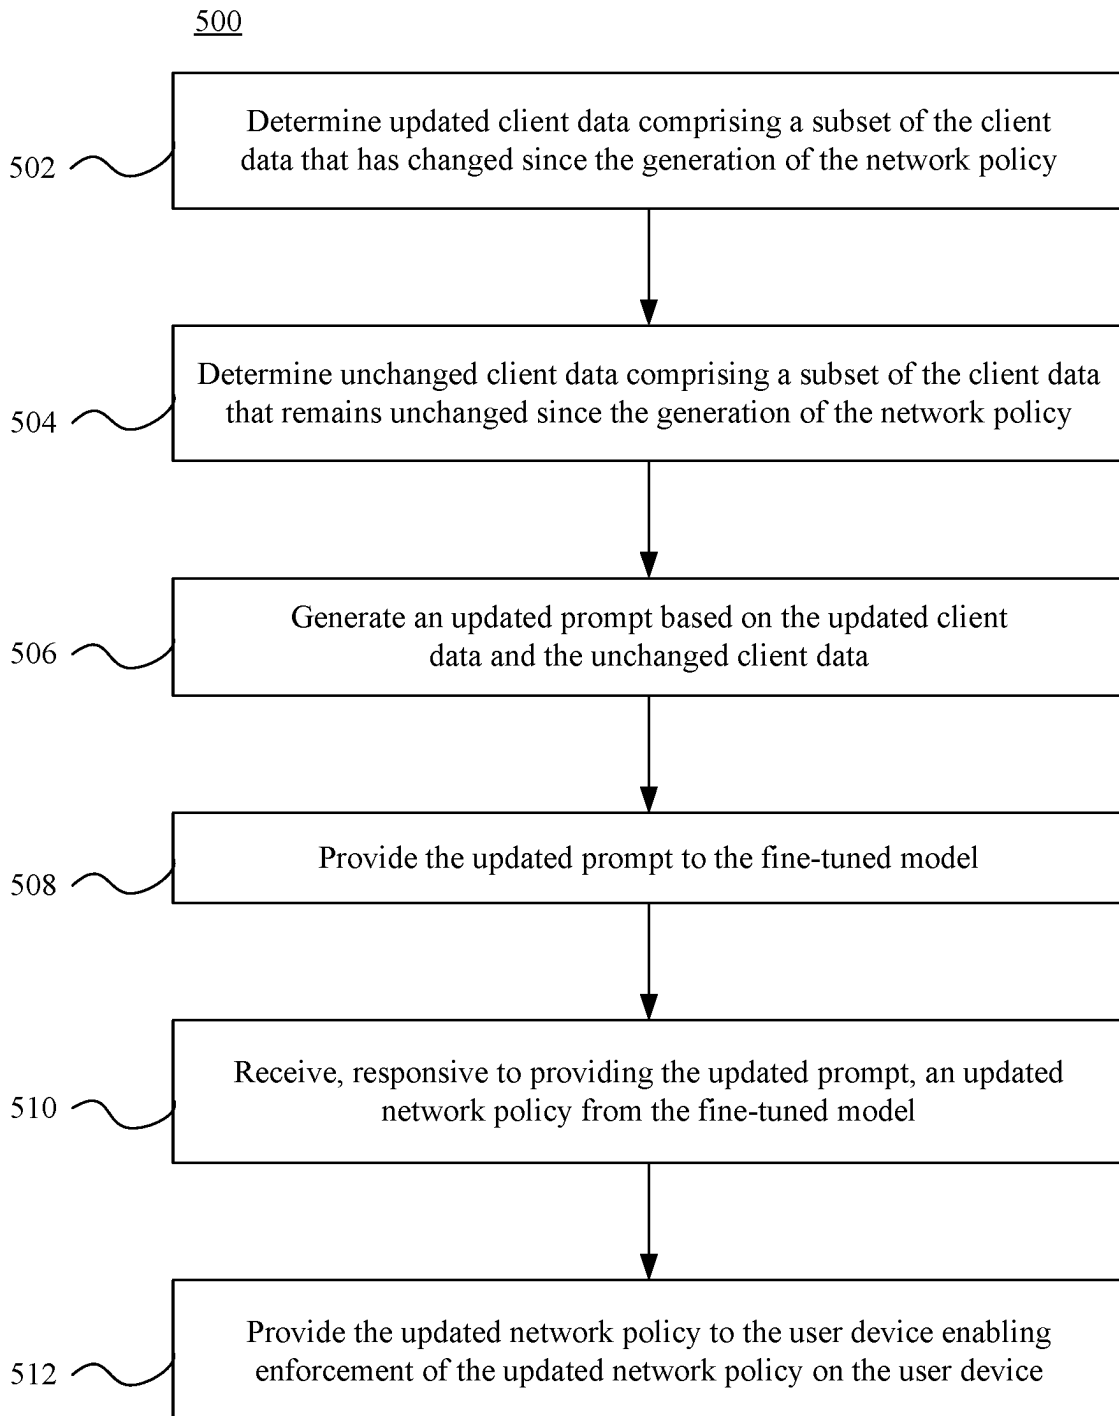 500
Determine updated client data comprising a subset of the client
data that has changed since the generation of the network policy
502
Determine unchanged client data comprising a subset of the client data
that remains unchanged since the generation of the network policy
504
Generate an updated prompt based on the updated client
data and the unchanged client data
506
Provide the updated prompt to the fine-tuned model
508
Receive, responsive to providing the updated prompt, an updated
network policy from the fine-tuned model
510
Provide the updated network policy to the user device enabling
enforcement of the updated network policy on the user device
512